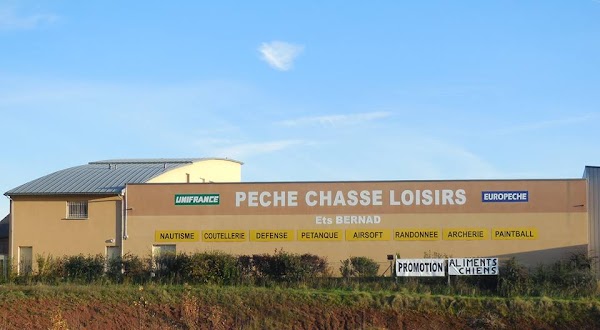 UNIFRANCE
PECHE CHASSE LOISIRS
EUROPECHE
Ets BERNAD
NAUTISME COUTELLERIE DEFENSE PETANQUE AIRSOFT RANDONNEE ARCHERIE PAINTBALL
PROMOTION
ALIMENTS
CHIENS